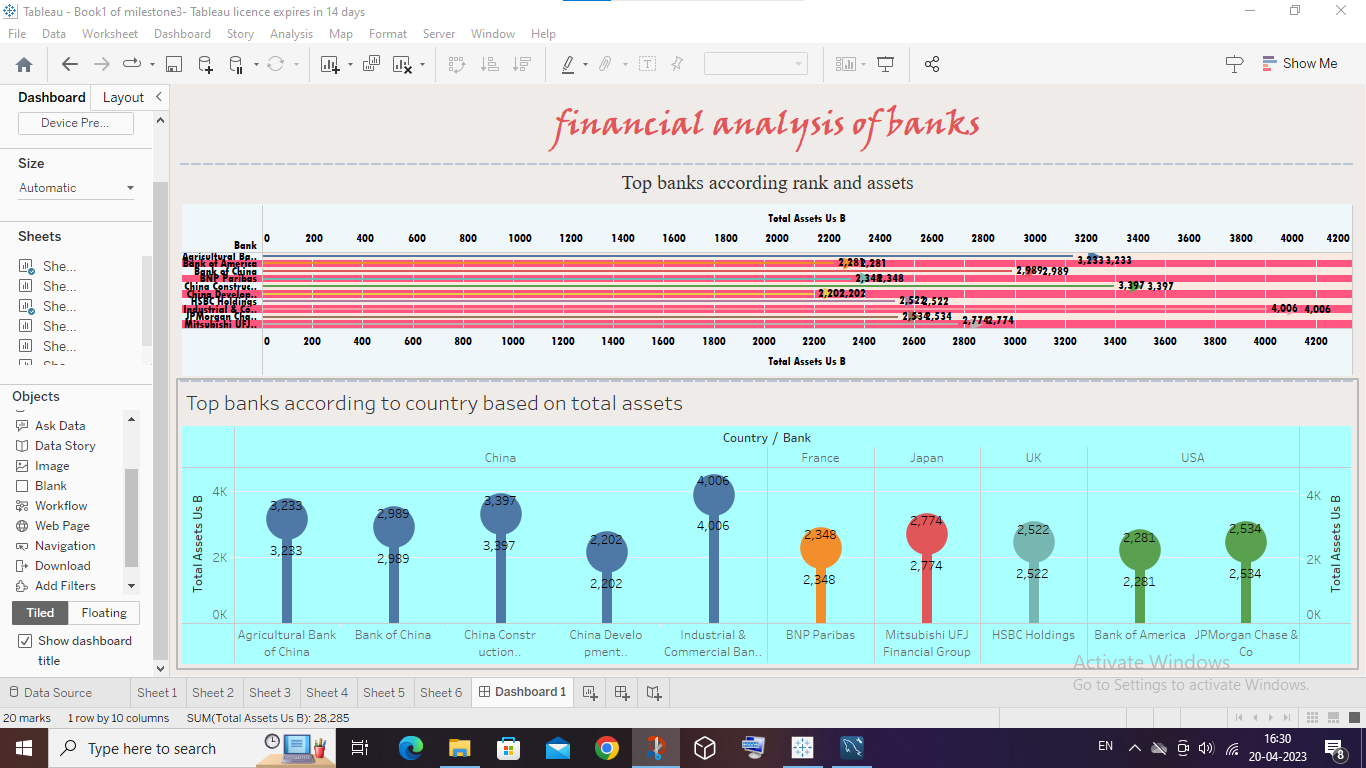 Tableau - Book1 of milestone3- Tableau licence expires in 14 days
File Data Worksheet Dashboard Story Analysis Map Format Server Window Help
Show Me
Dashboard Layout
Device Pre...
Size
Automatic
Sheets
She...
She...
She...
She...
She...
Objects
Ask Data
Data Story
Image
Blank
Workflow
Web Page
Navigation
Download
Add Filters
Tiled Floating
Show dashboard
title
financial analysis of banks
Top banks according rank and assets
Total Assets Us B
Bank 0 200 400 600 800 1000 1200 1400 1600 1800 2000 2200 2400 2600 2800 3000 3200 3400 3600 3800 4000 4200
Agricultural Ba.. 3,233 3,233
Bank of America 2,281 2,281
Bank of China 2,989 2,989
BNP Paribas 2,348 2,348
China Construc.. 3,397 3,397
China Develop.. 2,202 2,202
HSBC Holdings 2,522 2,522
Industrial & Co.. 4,006 4,006
JPMorgan Cha.. 2,534 2,534
Mitsubishi UFJ.. 2,774 2,774
0 200 400 600 800 1000 1200 1400 1600 1800 2000 2200 2400 2600 2800 3000 3200 3400 3600 3800 4000 4200
Total Assets Us B
Top banks according to country based on total assets
Country / Bank
China France Japan UK USA
Total Assets Us B
4K
2K
0K
3,233 2,989 3,397 2,202 4,006 2,348 2,774 2,522 2,281 2,534
3,233 2,989 3,397 2,202 4,006 2,348 2,774 2,522 2,281 2,534
4K
2K
0K
Total Assets Us B
Agricultural Bank Bank of China China Constr China Develo Industrial & BNP Paribas Mitsubishi UFJ HSBC Holdings Bank of America JPMorgan Chase &
of China uction.. pment.. Commercial Ban.. Financial Group Co
Activate Windows
Go to Settings to activate Windows.
Data Source Sheet 1 Sheet 2 Sheet 3 Sheet 4 Sheet 5 Sheet 6 Dashboard 1
20 marks 1 row by 10 columns SUM(Total Assets Us B): 28,285
Type here to search
EN
16:30
20-04-2023
8